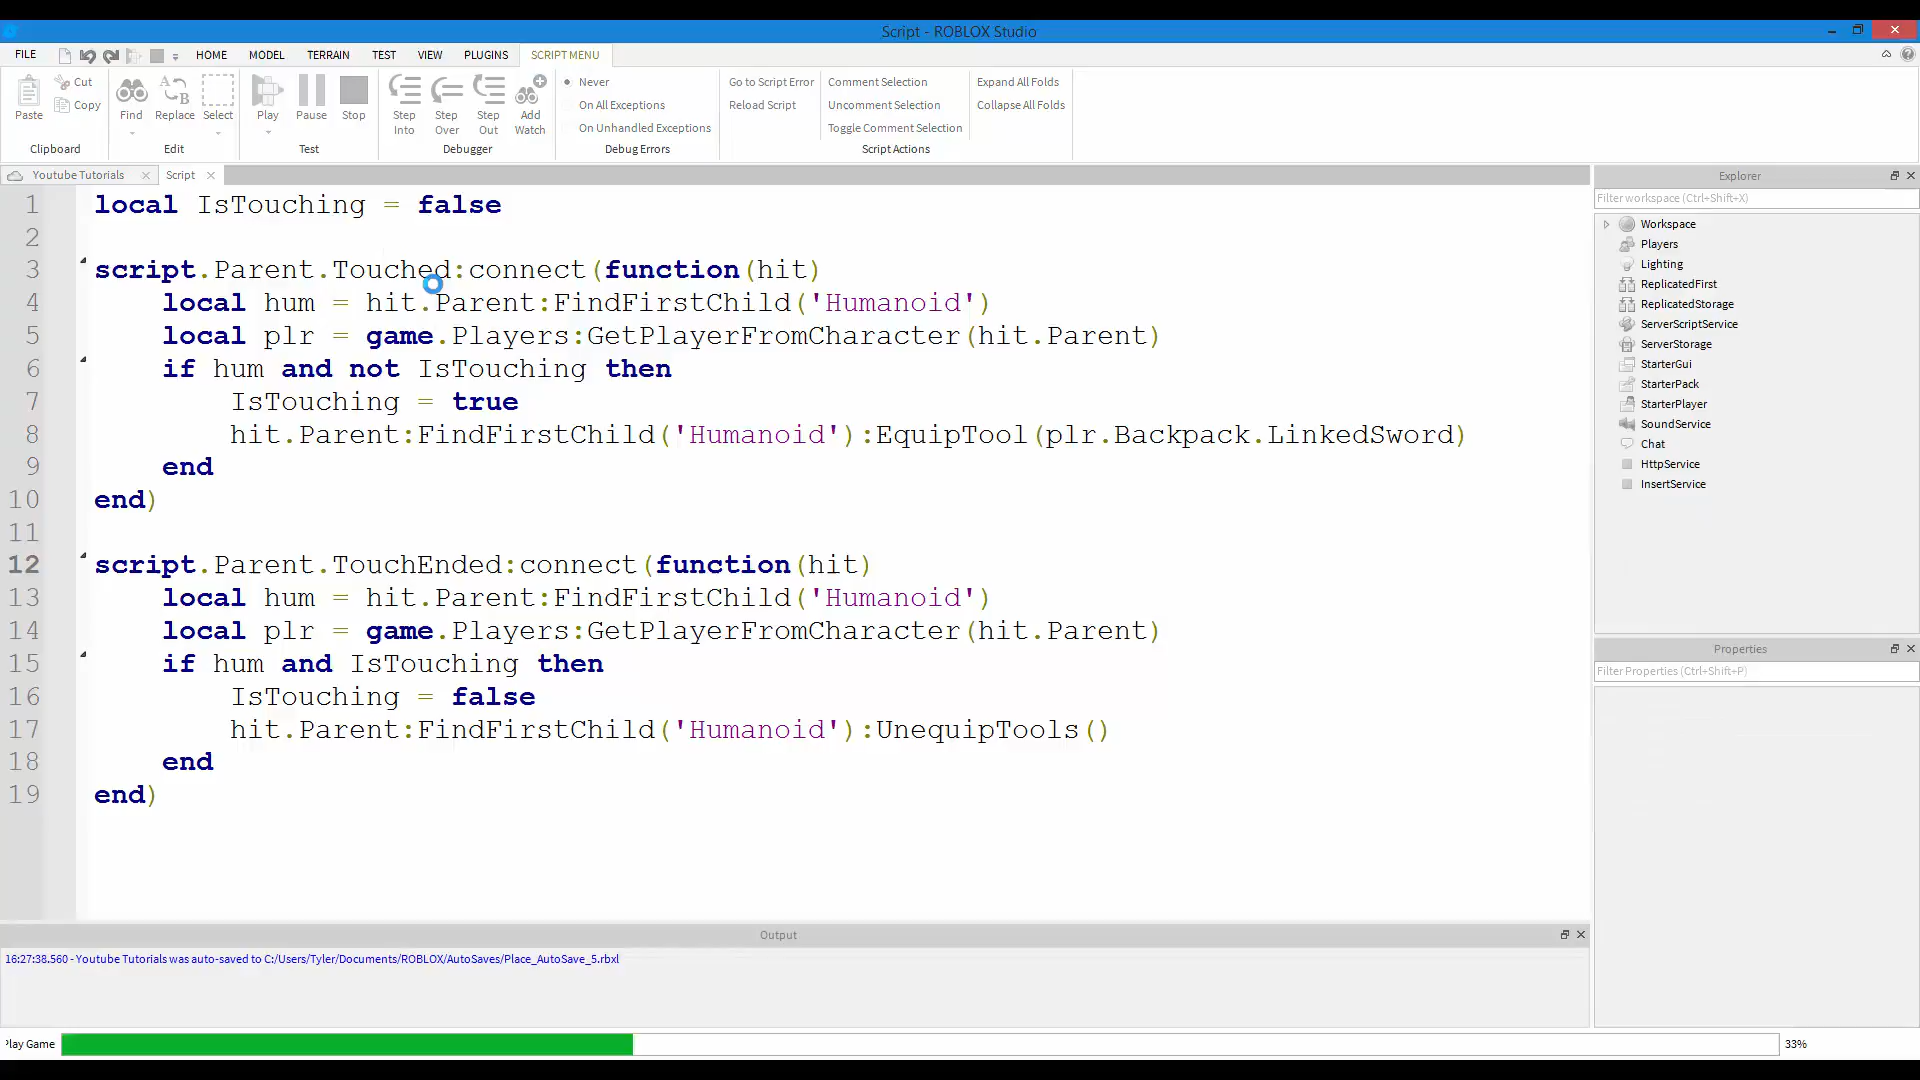 Script - ROBLOX Studio
FILE HOME MODEL TERRAIN TEST VIEW PLUGINS SCRIPT MENU
Paste Cut Copy Clipboard
Find Replace Select Edit
Play Pause Stop Test
Step Into Step Over Step Out Add Watch Debugger
Never
On All Exceptions
On Unhandled Exceptions
Debug Errors
Go to Script Error
Reload Script
Comment Selection
Uncomment Selection
Toggle Comment Selection
Expand All Folds
Collapse All Folds
Script Actions
Youtube Tutorials Script
1 local IsTouching = false
2
3 script.Parent.Touched:connect(function(hit)
4 local hum = hit.Parent:FindFirstChild('Humanoid')
5 local plr = game.Players:GetPlayerFromCharacter(hit.Parent)
6 if hum and not IsTouching then
7 IsTouching = true
8 hit.Parent:FindFirstChild('Humanoid'):EquipTool(plr.Backpack.LinkedSword)
9 end
10 end)
11
12 script.Parent.TouchEnded:connect(function(hit)
13 local hum = hit.Parent:FindFirstChild('Humanoid')
14 local plr = game.Players:GetPlayerFromCharacter(hit.Parent)
15 if hum and IsTouching then
16 IsTouching = false
17 hit.Parent:FindFirstChild('Humanoid'):UnequipTools()
18 end
19 end)
Explorer
Filter workspace (Ctrl+Shift+X)
Workspace
Players
Lighting
ReplicatedFirst
ReplicatedStorage
ServerScriptService
ServerStorage
StarterGui
StarterPack
StarterPlayer
SoundService
Chat
HttpService
InsertService
Properties
Filter Properties (Ctrl+Shift+P)
Output
16:27:38.560 - Youtube Tutorials was auto-saved to C:/Users/Tyler/Documents/ROBLOX/AutoSaves/Place_AutoSave_5.rbxl
Play Game 33%